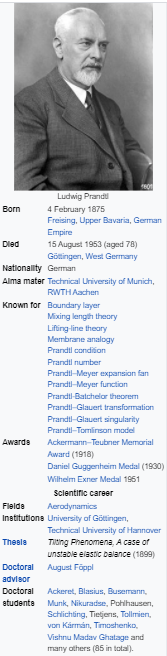 Ludwig Prandtl
Born 4 February 1875
Freising, Upper Bavaria, German
Empire
Died 15 August 1953 (aged 78)
Göttingen, West Germany
Nationality German
Alma mater Technical University of Munich,
RWTH Aachen
Known for Boundary layer
Mixing length theory
Lifting-line theory
Membrane analogy
Prandtl condition
Prandtl number
Prandtl–Meyer expansion fan
Prandtl–Meyer function
Prandtl-Batchelor theorem
Prandtl–Glauert transformation
Prandtl–Glauert singularity
Prandtl–Tomlinson model
Awards Ackermann–Teubner Memorial
Award (1918)
Daniel Guggenheim Medal (1930)
Wilhelm Exner Medal 1951
Scientific career
Fields Aerodynamics
Institutions University of Göttingen,
Technical University of Hannover
Thesis Tilting Phenomena, A case of
unstable elastic balance (1899)
Doctoral August Föppl
advisor
Doctoral Ackeret, Blasius, Busemann,
students Munk, Nikuradse, Pohlhausen,
Schlichting, Tietjens, Tollmien,
von Kármán, Timoshenko,
Vishnu Madav Ghatage and
many others (85 in total).